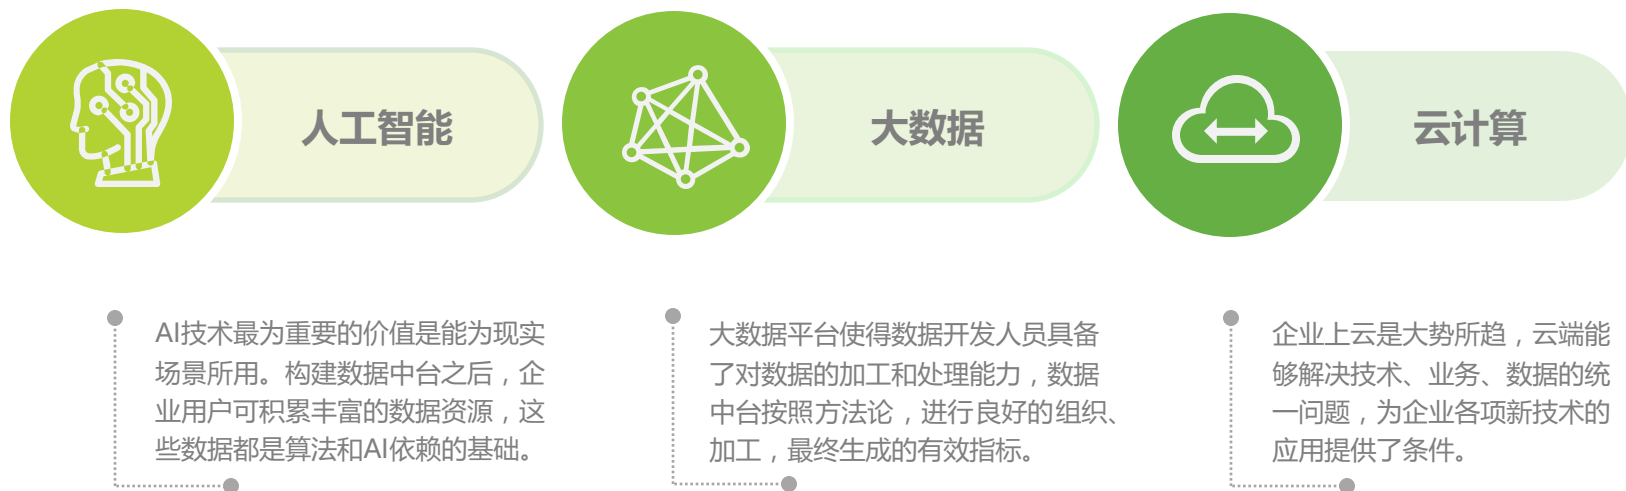 人工智能
大数据
云计算
AI技术最为重要的价值是能为现实
场景所用。构建数据中台之后，企
业用户可积累丰富的数据资源，这
些数据都是算法和AI依赖的基础。
大数据平台使得数据开发人员具备
了对数据的加工和处理能力，数据
中台按照方法论，进行良好的组织、
加工，最终生成的有效指标。
企业上云是大势所趋，云端能
够解决技术、业务、数据的统
一问题，为企业各项新技术的
应用提供了条件。